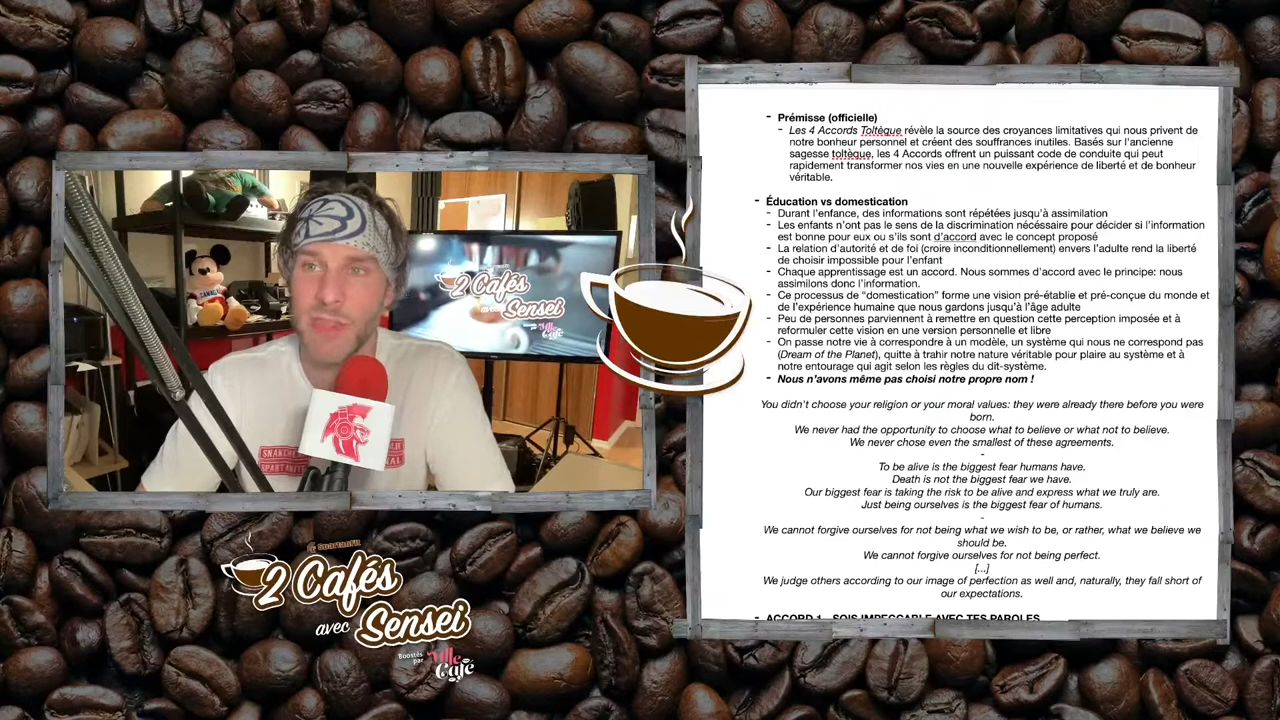 - Prémisse (officielle)
- Les 4 Accords Toltèque révèle la source des croyances limitatives qui nous privent de
notre bonheur personnel et créent des souffrances inutiles. Basés sur l'ancienne
sagesse toltèque, les 4 Accords offrent un puissant code de conduite qui peut
rapidement transformer nos vies en une nouvelle expérience de liberté et de bonheur
véritable.
- Éducation vs domestication
- Durant l'enfance, des informations sont répétées jusqu'à assimilation
- Les enfants n'ont pas le sens de la discrimination nécéssaire pour décider si l'information
est bonne pour eux ou s'ils sont d'accord avec le concept proposé
- La relation d'autorité et de foi (croire inconditionnellement) envers l'adulte rend la liberté
de choisir impossible pour l'enfant
- Chaque apprentissage est un accord. Nous sommes d'accord avec le principe: nous
assimilons donc l'information.
- Ce processus de "domestication" forme une vision pré-établie et pré-conçue du monde et
de l'expérience humaine que nous gardons jusqu'à l'âge adulte
- Peu de personnes parviennent à remettre en question cette perception imposée et à
reformuler cette vision en une version personnelle et libre
- On passe notre vie à correspondre à un modèle, un système qui nous ne correspond pas
(Dream of the Planet), quitte à trahir notre nature véritable pour plaire au système et à
notre entourage qui agit selon les règles du dit-système.
- Nous n'avons même pas choisi notre propre nom !
You didn't choose your religion or your moral values: they were already there before you were
born.
We never had the opportunity to choose what to believe or what not to believe.
We never chose even the smallest of these agreements.
-
To be alive is the biggest fear humans have.
Death is not the biggest fear we have.
Our biggest fear is taking the risk to be alive and express what we truly are.
Just being ourselves is the biggest fear of humans.
-
We cannot forgive ourselves for not being what we wish to be, or rather, what we believe we
should be.
We cannot forgive ourselves for not being perfect.
[...]
We judge others according to our image of perfection as well and, naturally, they fall short of
our expectations.
- ACCORD 1 - SOIS IMPECCABLE AVEC TES PAROLES
2 Cafés
avec Sensei
Ville
Café
SpartanFit
2 Cafés
avec Sensei
Boostés
par
Ville
Café